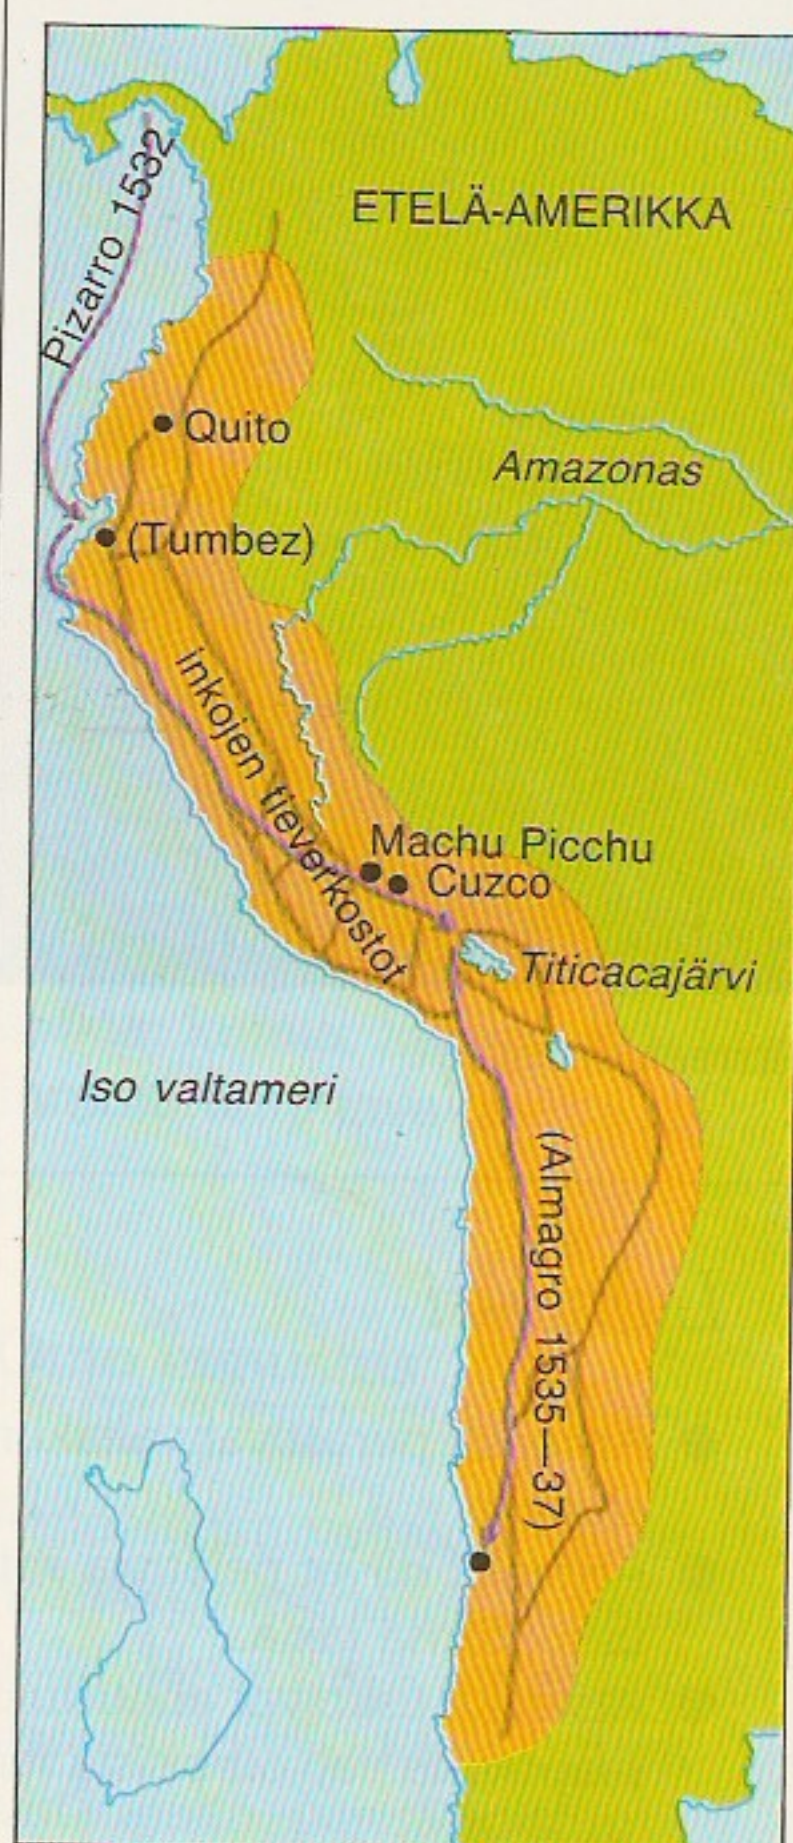 Pizarro 1532
ETELÄ-AMERIKKA
Quito
Amazonas
(Tumbez)
inkojen tieverkostot
Machu Picchu
Cuzco
Titicacajärvi
Iso valtameri
(Almagro 1535—37)